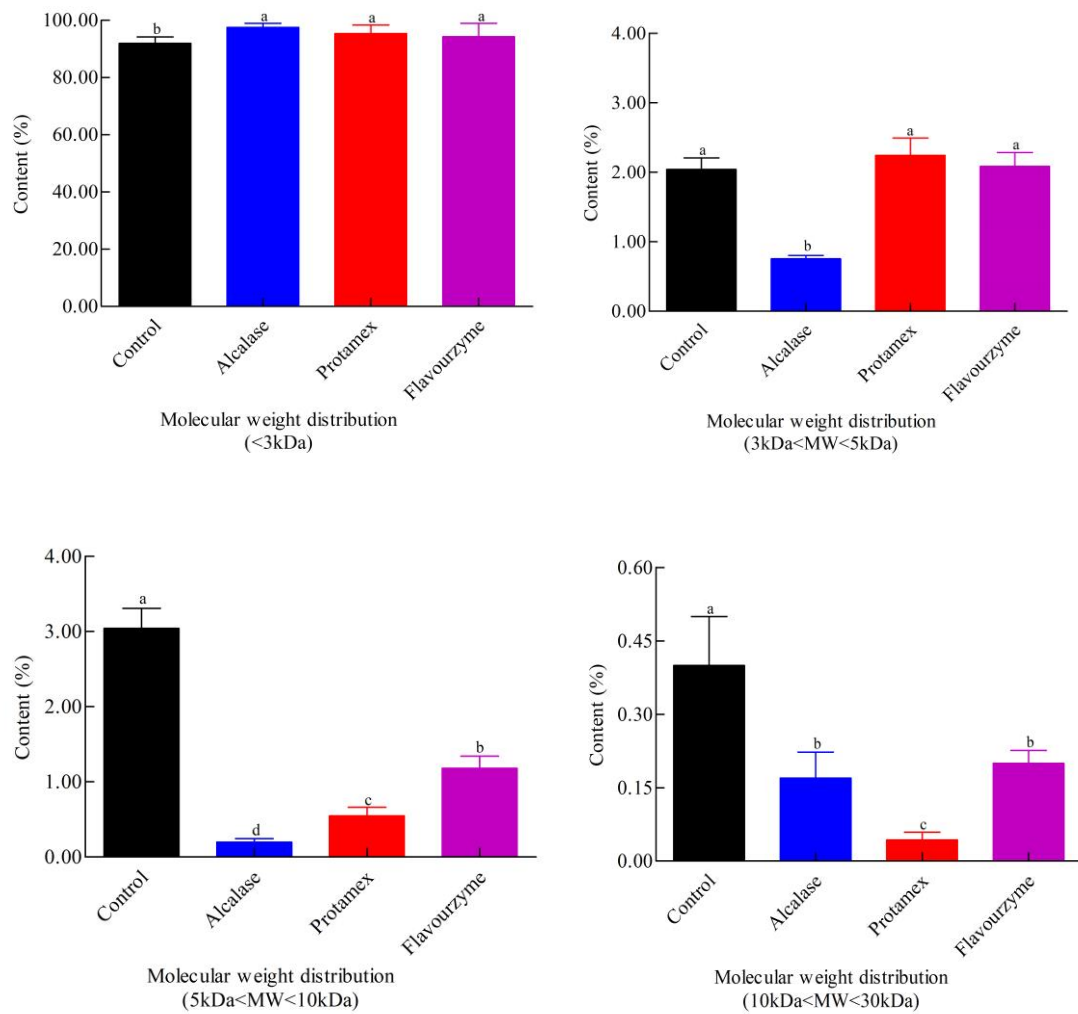 100.00
80.00
60.00
40.00
20.00
0.00
Content (%)
b
a
a
a
Control
Alcalase
Protamex
Flavourzyme
Molecular weight distribution
(<3kDa)
4.00
3.00
2.00
1.00
0.00
Content (%)
a
b
a
a
Control
Alcalase
Protamex
Flavourzyme
Molecular weight distribution
(3kDa<MW<5kDa)
4.00
3.00
2.00
1.00
0.00
Content (%)
a
d
c
b
Control
Alcalase
Protamex
Flavourzyme
Molecular weight distribution
(5kDa<MW<10kDa)
0.60
0.45
0.30
0.15
0.00
Content (%)
a
b
c
b
Control
Alcalase
Protamex
Flavourzyme
Molecular weight distribution
(10kDa<MW<30kDa)